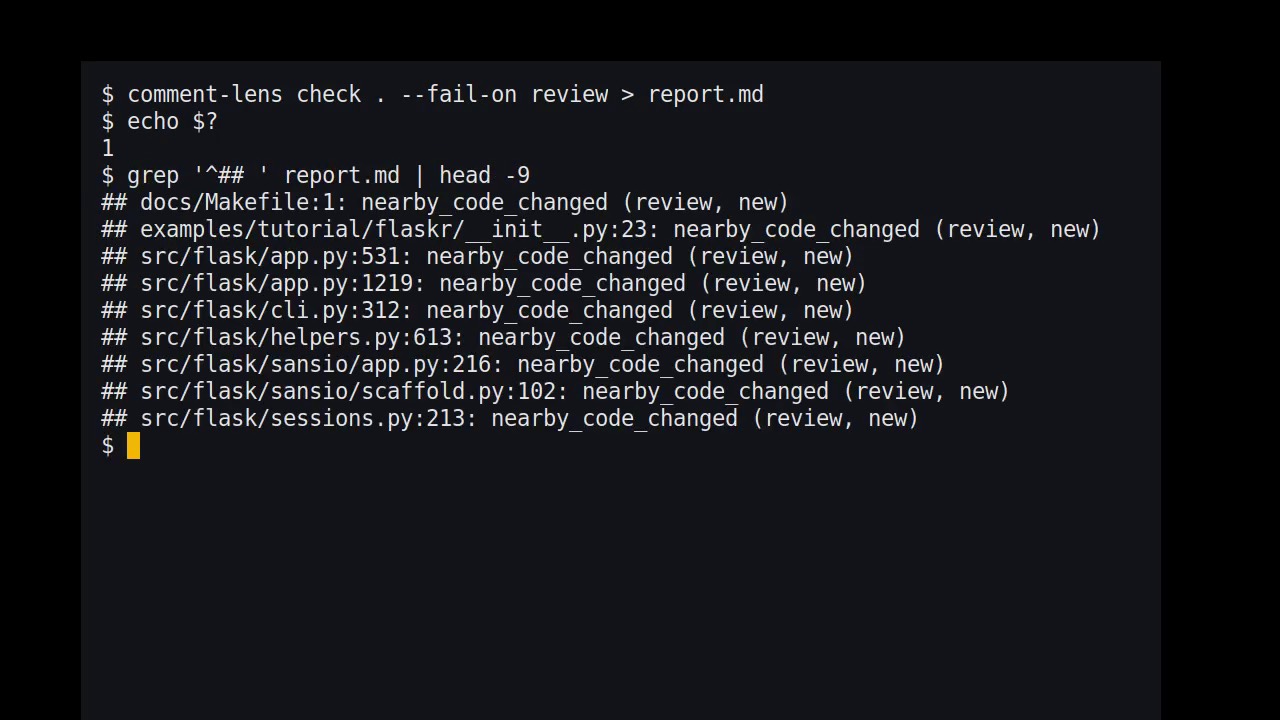 $ comment-lens check . --fail-on review > report.md
$ echo $?
1
$ grep '^## ' report.md | head -9
## docs/Makefile:1: nearby_code_changed (review, new)
## examples/tutorial/flaskr/__init__.py:23: nearby_code_changed (review, new)
## src/flask/app.py:531: nearby_code_changed (review, new)
## src/flask/app.py:1219: nearby_code_changed (review, new)
## src/flask/cli.py:312: nearby_code_changed (review, new)
## src/flask/helpers.py:613: nearby_code_changed (review, new)
## src/flask/sansio/app.py:216: nearby_code_changed (review, new)
## src/flask/sansio/scaffold.py:102: nearby_code_changed (review, new)
## src/flask/sessions.py:213: nearby_code_changed (review, new)
$